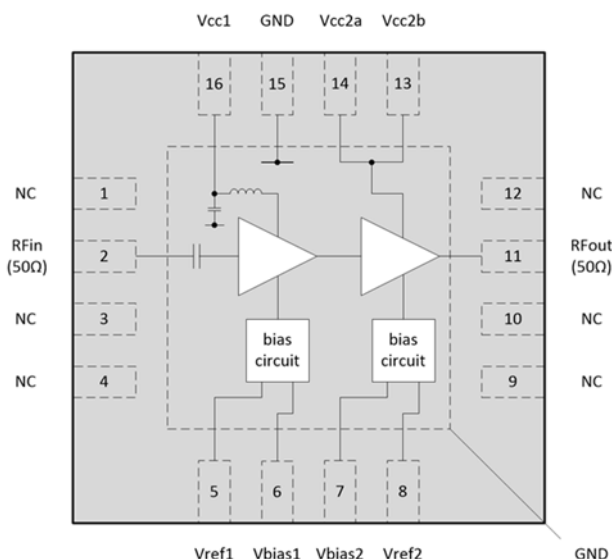 Vcc1 GND Vcc2a Vcc2b
16 15 14 13
NC 1 12 NC
RFin 2 11 RFout
(50Ω) (50Ω)
NC 3 10 NC
bias bias
circuit circuit
NC 4 9 NC
5 6 7 8
Vref1 Vbias1 Vbias2 Vref2 GND